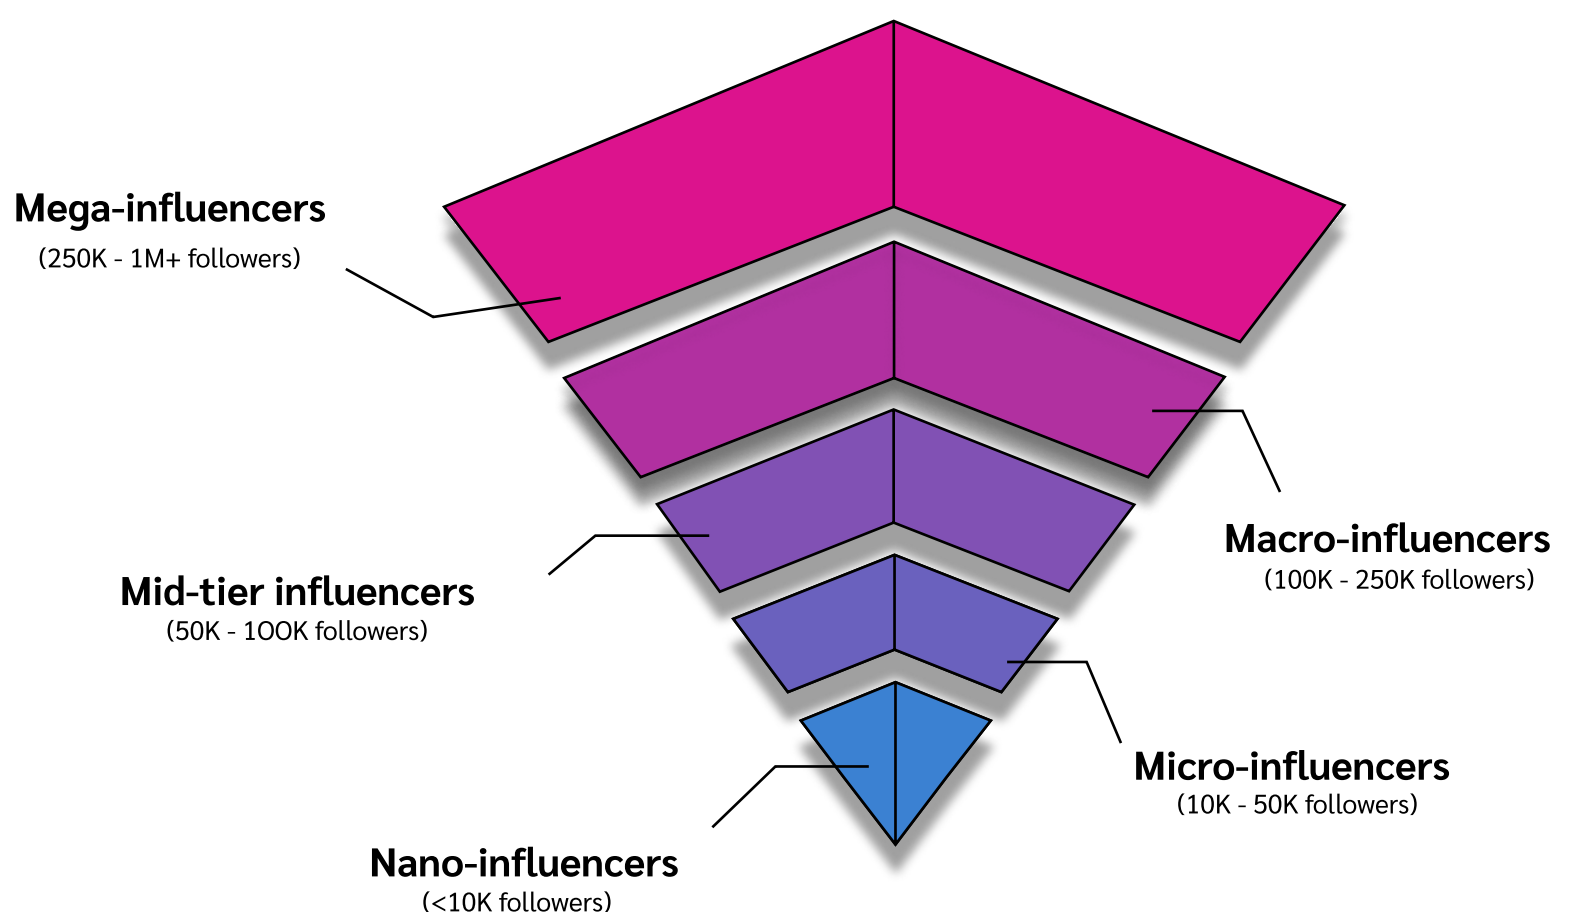 Mega-influencers
(250K - 1M+ followers)
Macro-influencers
(100K - 250K followers)
Mid-tier influencers
(50K - 1OOK followers)
Micro-influencers
(10K - 50K followers)
Nano-influencers
(<10K followers)